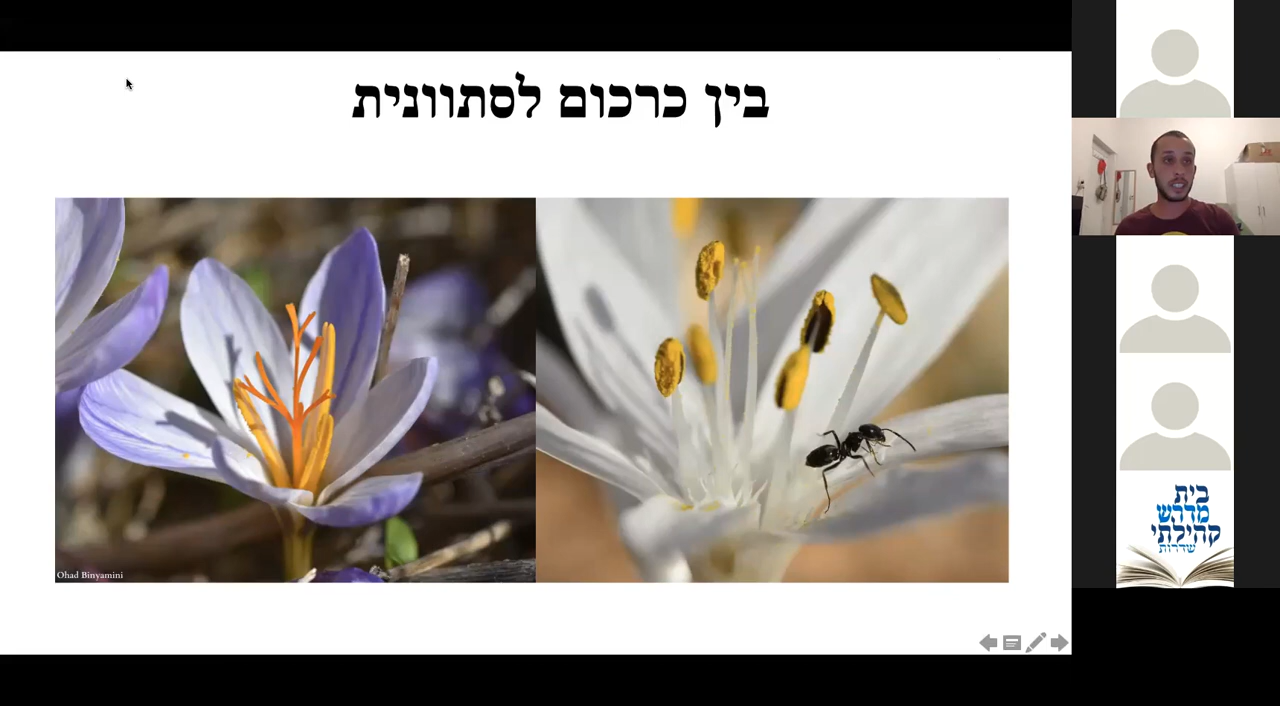 בין כרכום לסתוונית
Ohad Binyamini
בית
מדרש
קהילתי
שדרות